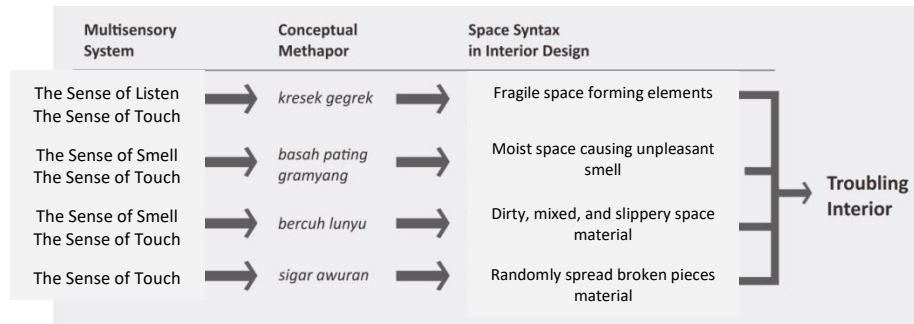 Multisensory
System
Conceptual
Methapor
Space Syntax
in Interior Design
The Sense of Listen
The Sense of Touch
kresek gegrek
Fragile space forming elements
The Sense of Smell
The Sense of Touch
basah pating
gramyang
Moist space causing unpleasant
smell
The Sense of Smell
The Sense of Touch
bercuh lunyu
Dirty, mixed, and slippery space
material
The Sense of Touch
sigar awuran
Randomly spread broken pieces
material
Troubling
Interior